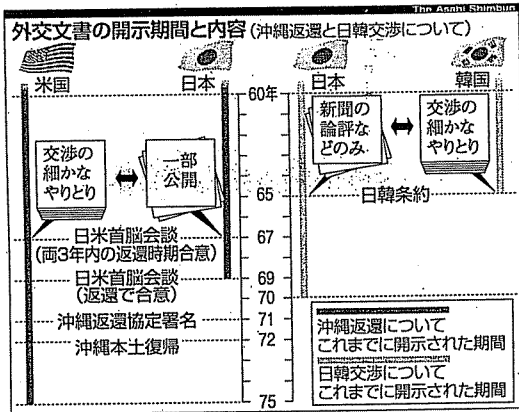 The Asahi Shimbun
外交文書の開示期間と内容(沖縄返還と日韓交渉について)
米国
日本
日本
韓国
60年
65
67
69
70
71
72
75
交渉の
細かな
やりとり
一部
公開
新聞の
論評な
どのみ
交渉の
細かな
やりとり
日韓条約
日米首脳会談
(両3年内の返還時期合意)
日米首脳会談
(返還で合意)
沖縄返還協定署名
沖縄本土復帰
沖縄返還について
これまでに開示された期間
日韓交渉について
これまでに開示された期間